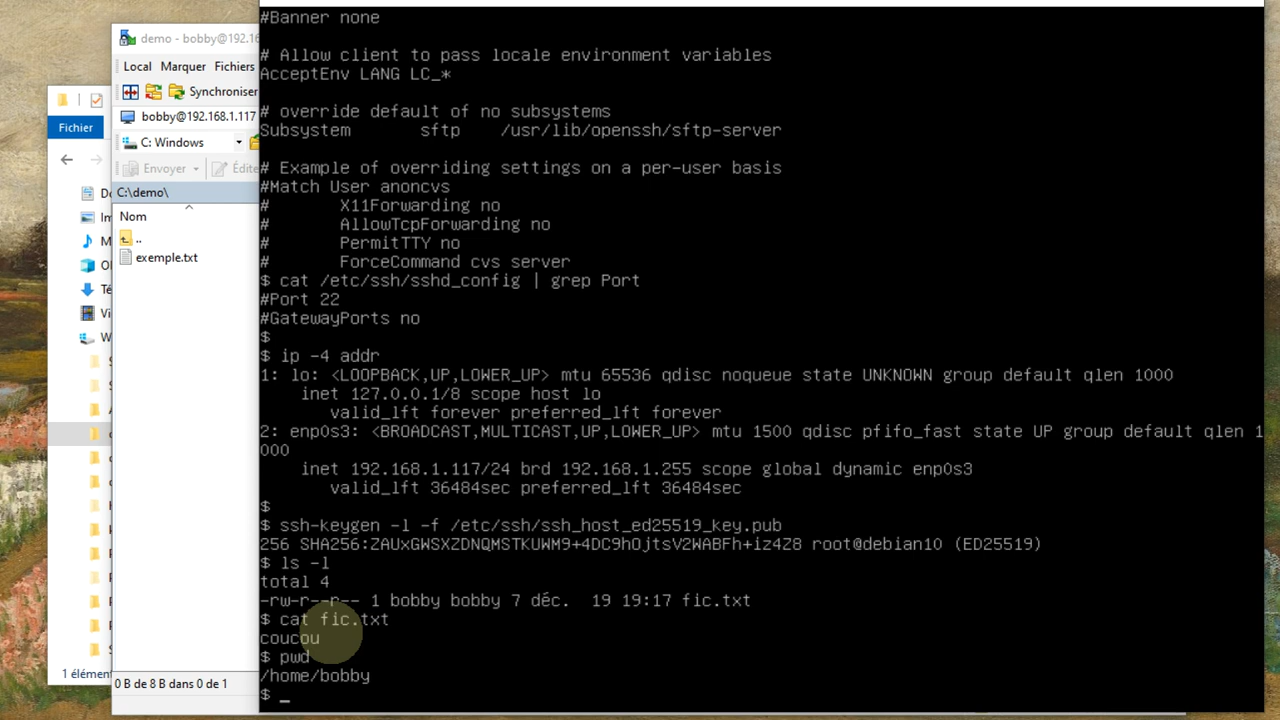 #Banner none
# Allow client to pass locale environment variables
AcceptEnv LANG LC_*
# override default of no subsystems
Subsystem       sftp    /usr/lib/openssh/sftp-server
# Example of overriding settings on a per-user basis
#Match User anoncvs
#       X11Forwarding no
#       AllowTcpForwarding no
#       PermitTTY no
#       ForceCommand cvs server
$ cat /etc/ssh/sshd_config | grep Port
#Port 22
#GatewayPorts no
$
$ ip -4 addr
1: lo: <LOOPBACK,UP,LOWER_UP> mtu 65536 qdisc noqueue state UNKNOWN group default qlen 1000
    inet 127.0.0.1/8 scope host lo
       valid_lft forever preferred_lft forever
2: enp0s3: <BROADCAST,MULTICAST,UP,LOWER_UP> mtu 1500 qdisc pfifo_fast state UP group default qlen 1
000
    inet 192.168.1.117/24 brd 192.168.1.255 scope global dynamic enp0s3
       valid_lft 36484sec preferred_lft 36484sec
$
$ ssh-keygen -l -f /etc/ssh/ssh_host_ed25519_key.pub
256 SHA256:ZAUxGWSXZDNQMSTKUWM9+4DC9hOjtsV2WABFh+iz4Z8 root@debian10 (ED25519)
$ ls -l
total 4
-rw-r--r-- 1 bobby bobby 7 déc.  19 19:17 fic.txt
$ cat fic.txt
coucou
$ pwd
/home/bobby
$ _
demo - bobby@192.16
Local Marquer Fichiers
Synchroniser
bobby@192.168.1.117
C: Windows
Envoyer
C:\demo\
Nom
..
exemple.txt
0 B de 8 B dans 0 de 1
Fichier
1 élément